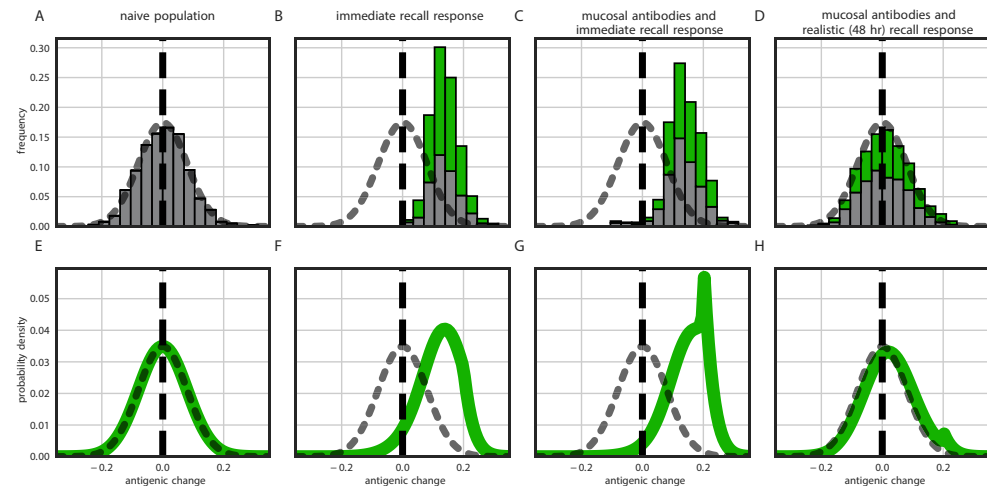 A
naive population
B
immediate recall response
C
mucosal antibodies and
immediate recall response
D
mucosal antibodies and
realistic (48 hr) recall response
0.30
0.25
0.20
0.15
0.10
0.05
0.00
frequency
E
F
G
H
0.05
0.04
0.03
0.02
0.01
0.00
probability density
−0.2
0.0
0.2
−0.2
0.0
0.2
−0.2
0.0
0.2
−0.2
0.0
0.2
antigenic change
antigenic change
antigenic change
antigenic change